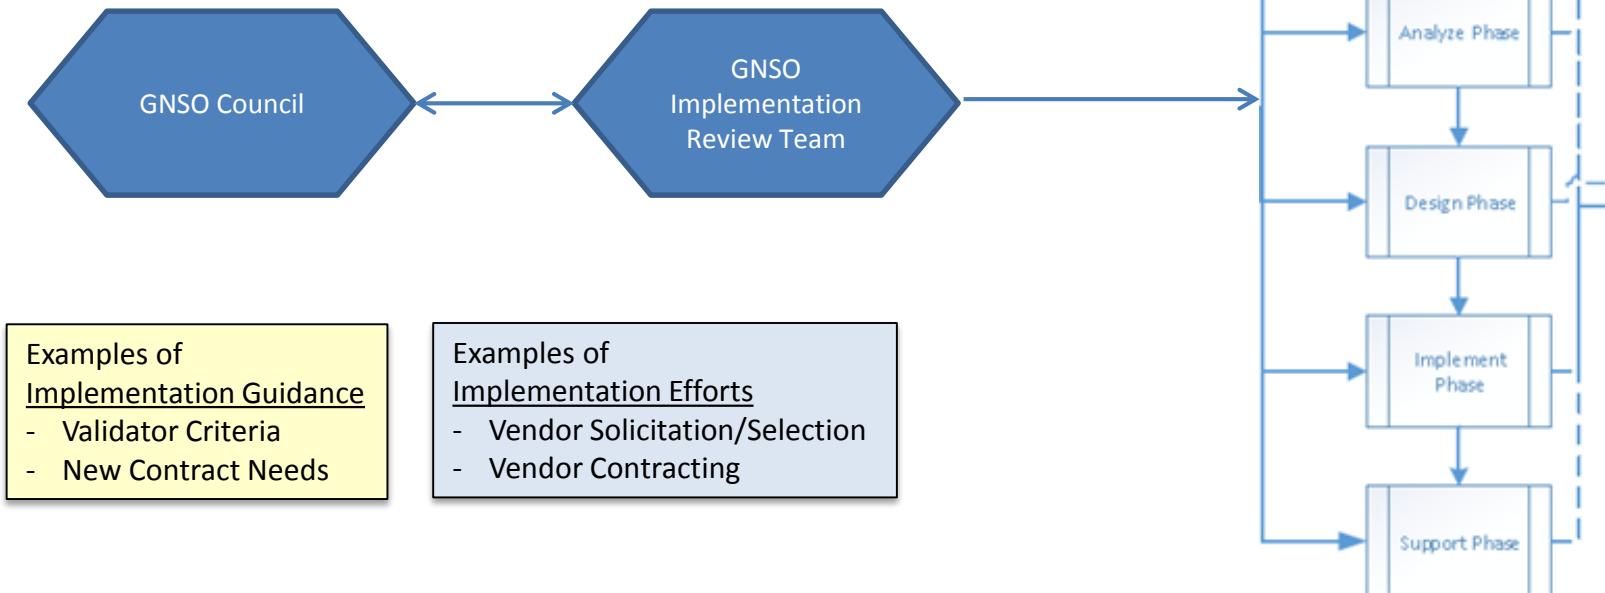 GNSO Council
GNSO
Implementation
Review Team
Analyze Phase
Design Phase
Implement
Phase
Support Phase
Examples of
Implementation Guidance
- Validator Criteria
- New Contract Needs
Examples of
Implementation Efforts
- Vendor Solicitation/Selection
- Vendor Contracting